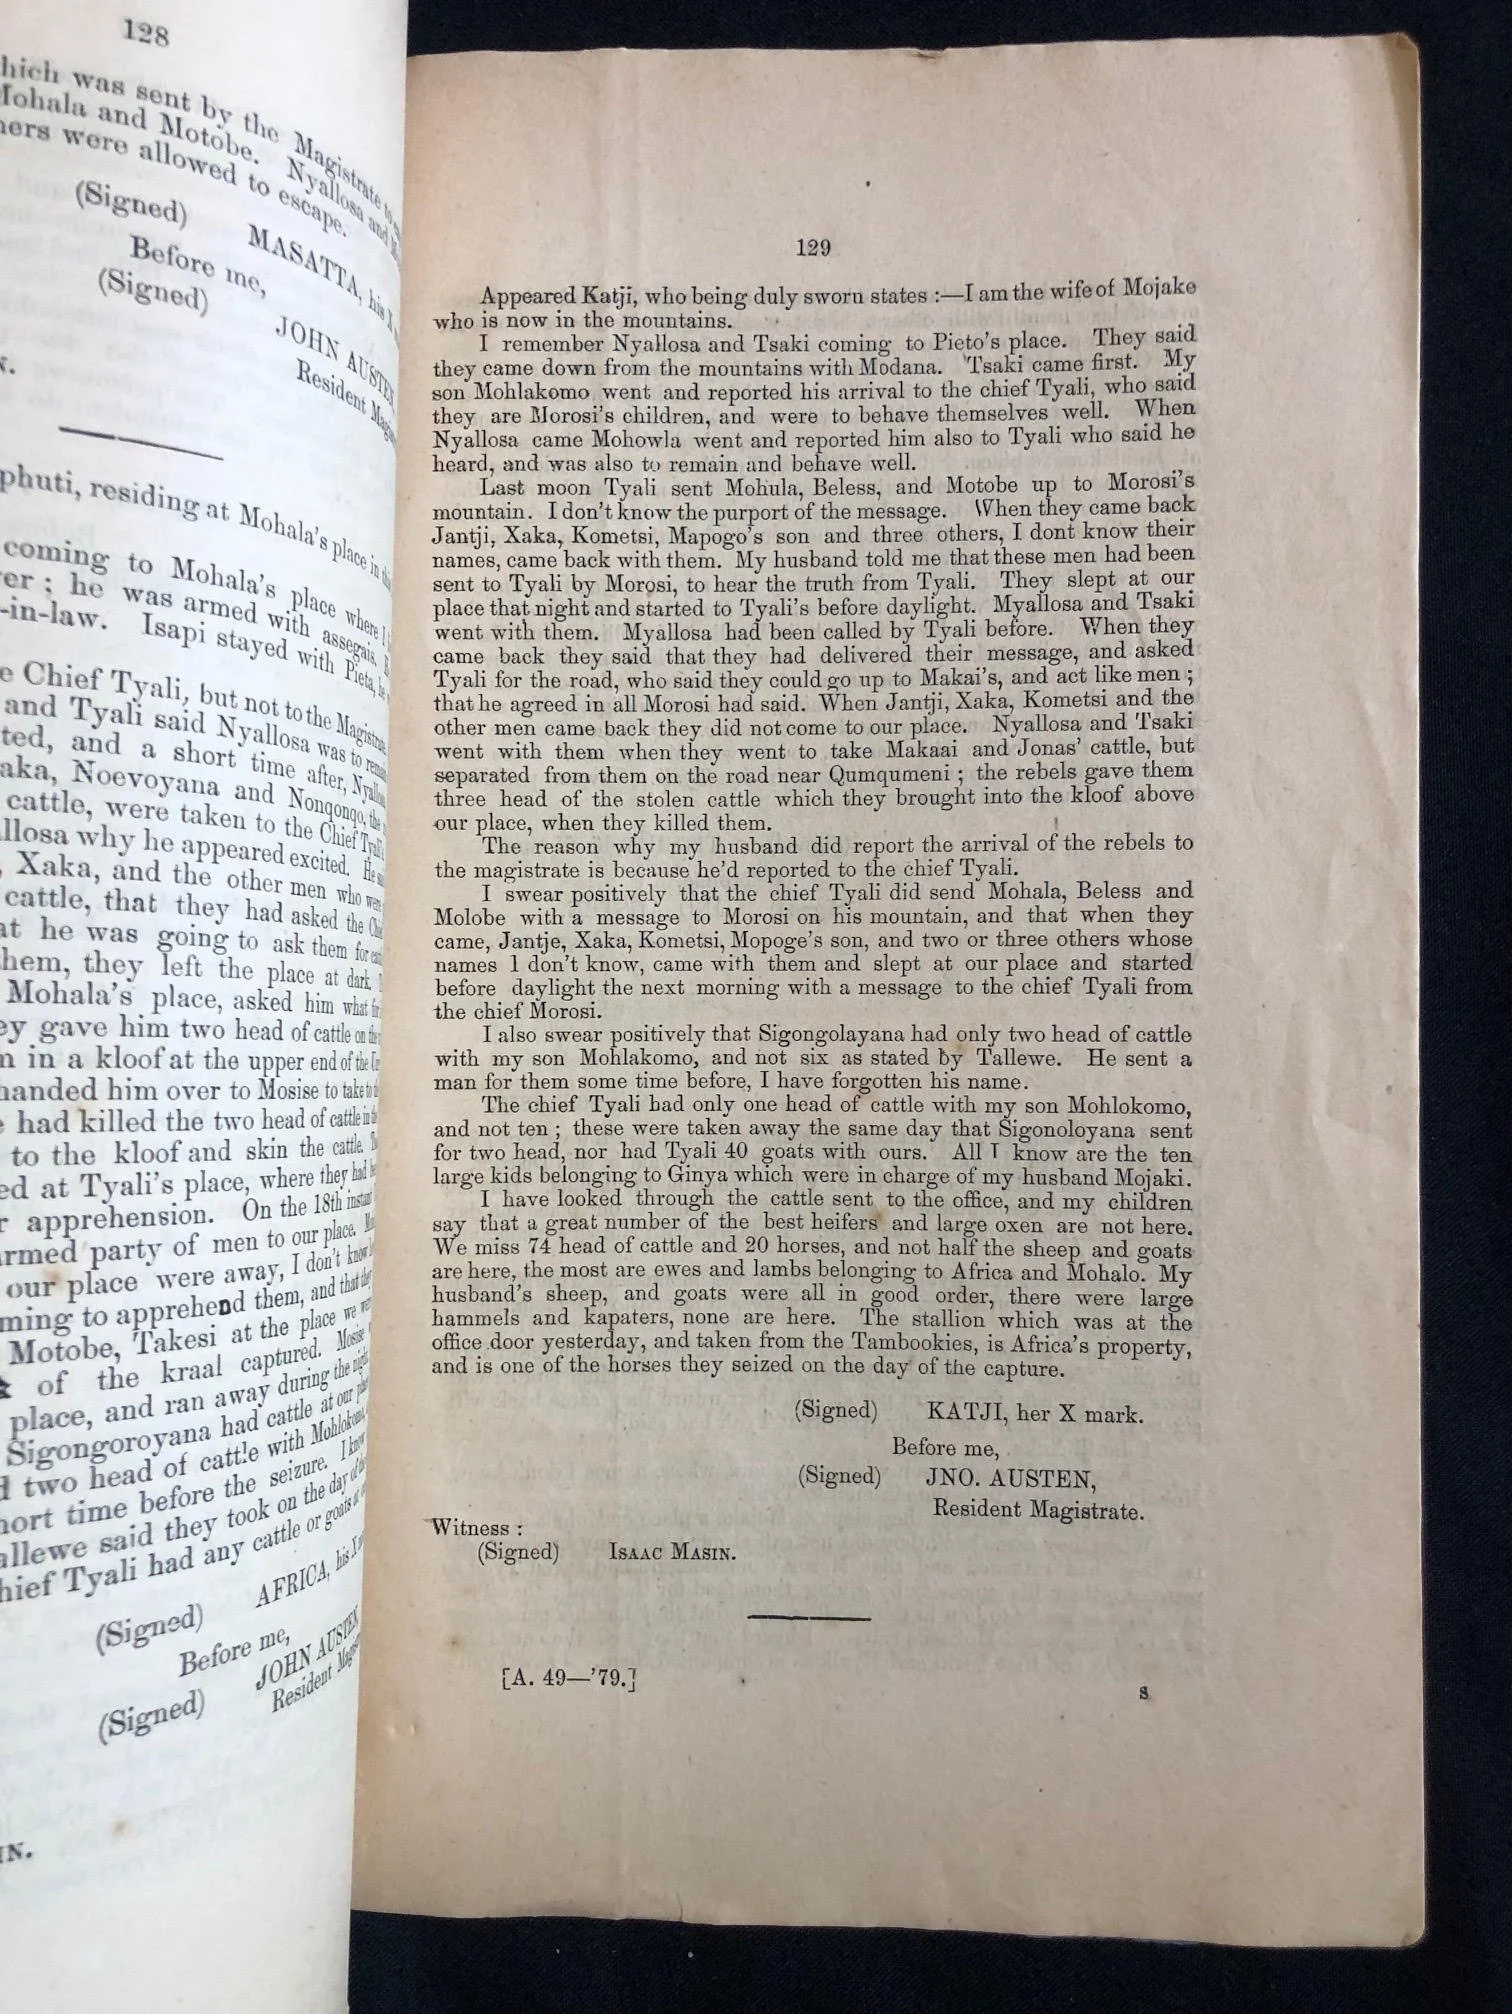 128
hich was sent by the Magistrate to
Mohala and Motobe. Nyallosa and
hers were allowed to escape.
(Signed) MASATTA, his X
Before me,
(Signed) JOHN AUSTEN
Resident
N.
phuti, residing at Mohala's place in
coming to Mohala's place where I
er ; he was armed with assegais.
-in-law. Isapi stayed with Pieta,
e Chief Tyali, but not to the Magistrate
and Tyali said Nyallosa was to remain
ted, and a short time after,
aka, Noevoyana and Nonqonqo, the
cattle, were taken to the Chief Tyali's
llosa why he appeared excited. He
, Xaka, and the other men who
cattle, that they had asked the
at he was going to ask them for
hem, they left the place at dark.
Mohala's place, asked him what
ey gave him two head of cattle on the
n in a kloof at the upper end of the
handed him over to Mosise to take to
e had killed the two head of cattle in
to the kloof and skin the cattle.
ed at Tyali's place, where they had
r apprehension. On the 18th instant
armed party of men to our place.
our place were away, I don't know
ming to apprehend them, and that
Motobe, Takesi at the place we
of the kraal captured.
place, and ran away during the night
Sigongoroyana had cattle at our
d two head of cattle with
hort time before the seizure. I know
allewe said they took on the day of
hief Tyali had any cattle or goats
(Signed) AFRICA, his X
Before me,
(Signed) JOHN AUSTEN,
Resident
IN.
129
Appeared Katji, who being duly sworn states :—I am the wife of Mojake
who is now in the mountains.
I remember Nyallosa and Tsaki coming to Pieto's place. They said
they came down from the mountains with Modana. Tsaki came first. My
son Mohlakomo went and reported his arrival to the chief Tyali, who said
they are Morosi's children, and were to behave themselves well. When
Nyallosa came Mohowla went and reported him also to Tyali who said he
heard, and was also to remain and behave well.
Last moon Tyali sent Mohula, Beless, and Motobe up to Morosi's
mountain. I don't know the purport of the message. When they came back
Jantji, Xaka, Kometsi, Mapogo's son and three others, I dont know their
names, came back with them. My husband told me that these men had been
sent to Tyali by Morosi, to hear the truth from Tyali. They slept at our
place that night and started to Tyali's before daylight. Myallosa and Tsaki
went with them. Myallosa had been called by Tyali before. When they
came back they said that they had delivered their message, and asked
Tyali for the road, who said they could go up to Makai's, and act like men ;
that he agreed in all Morosi had said. When Jantji, Xaka, Kometsi and the
other men came back they did not come to our place. Nyallosa and Tsaki
went with them when they went to take Makaai and Jonas' cattle, but
separated from them on the road near Qumqumeni ; the rebels gave them
three head of the stolen cattle which they brought into the kloof above
our place, when they killed them.
The reason why my husband did report the arrival of the rebels to
the magistrate is because he'd reported to the chief Tyali.
I swear positively that the chief Tyali did send Mohala, Beless and
Molobe with a message to Morosi on his mountain, and that when they
came, Jantje, Xaka, Kometsi, Mopoge's son, and two or three others whose
names I don't know, came with them and slept at our place and started
before daylight the next morning with a message to the chief Tyali from
the chief Morosi.
I also swear positively that Sigongolayana had only two head of cattle
with my son Mohlakomo, and not six as stated by Tallewe. He sent a
man for them some time before, I have forgotten his name.
The chief Tyali had only one head of cattle with my son Mohlokomo,
and not ten ; these were taken away the same day that Sigonoloyana sent
for two head, nor had Tyali 40 goats with ours. All I know are the ten
large kids belonging to Ginya which were in charge of my husband Mojaki.
I have looked through the cattle sent to the office, and my children
say that a great number of the best heifers and large oxen are not here.
We miss 74 head of cattle and 20 horses, and not half the sheep and goats
are here, the most are ewes and lambs belonging to Africa and Mohalo. My
husband's sheep, and goats were all in good order, there were large
hammels and kapaters, none are here. The stallion which was at the
office door yesterday, and taken from the Tambookies, is Africa's property,
and is one of the horses they seized on the day of the capture.
(Signed) KATJI, her X mark.
Before me,
(Signed) JNO. AUSTEN,
Resident Magistrate.
Witness :
(Signed) ISAAC MASIN.
[A. 49—'79.]
S